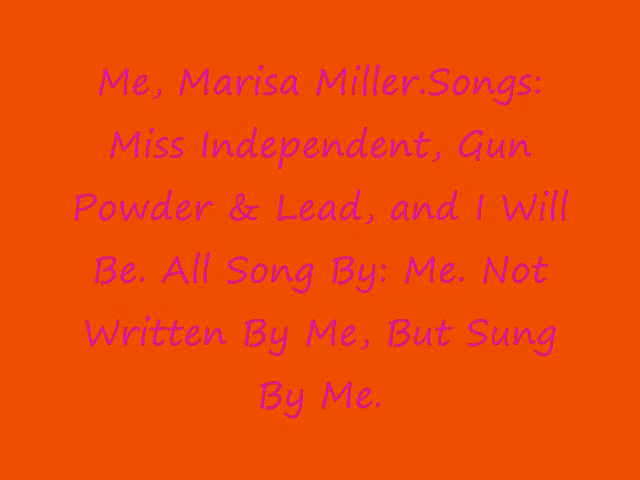 Me, Marisa Miller.Songs:
Miss Independent, Gun
Powder & Lead, and I Will
Be. All Song By: Me. Not
Written By Me, But Sung
By Me.